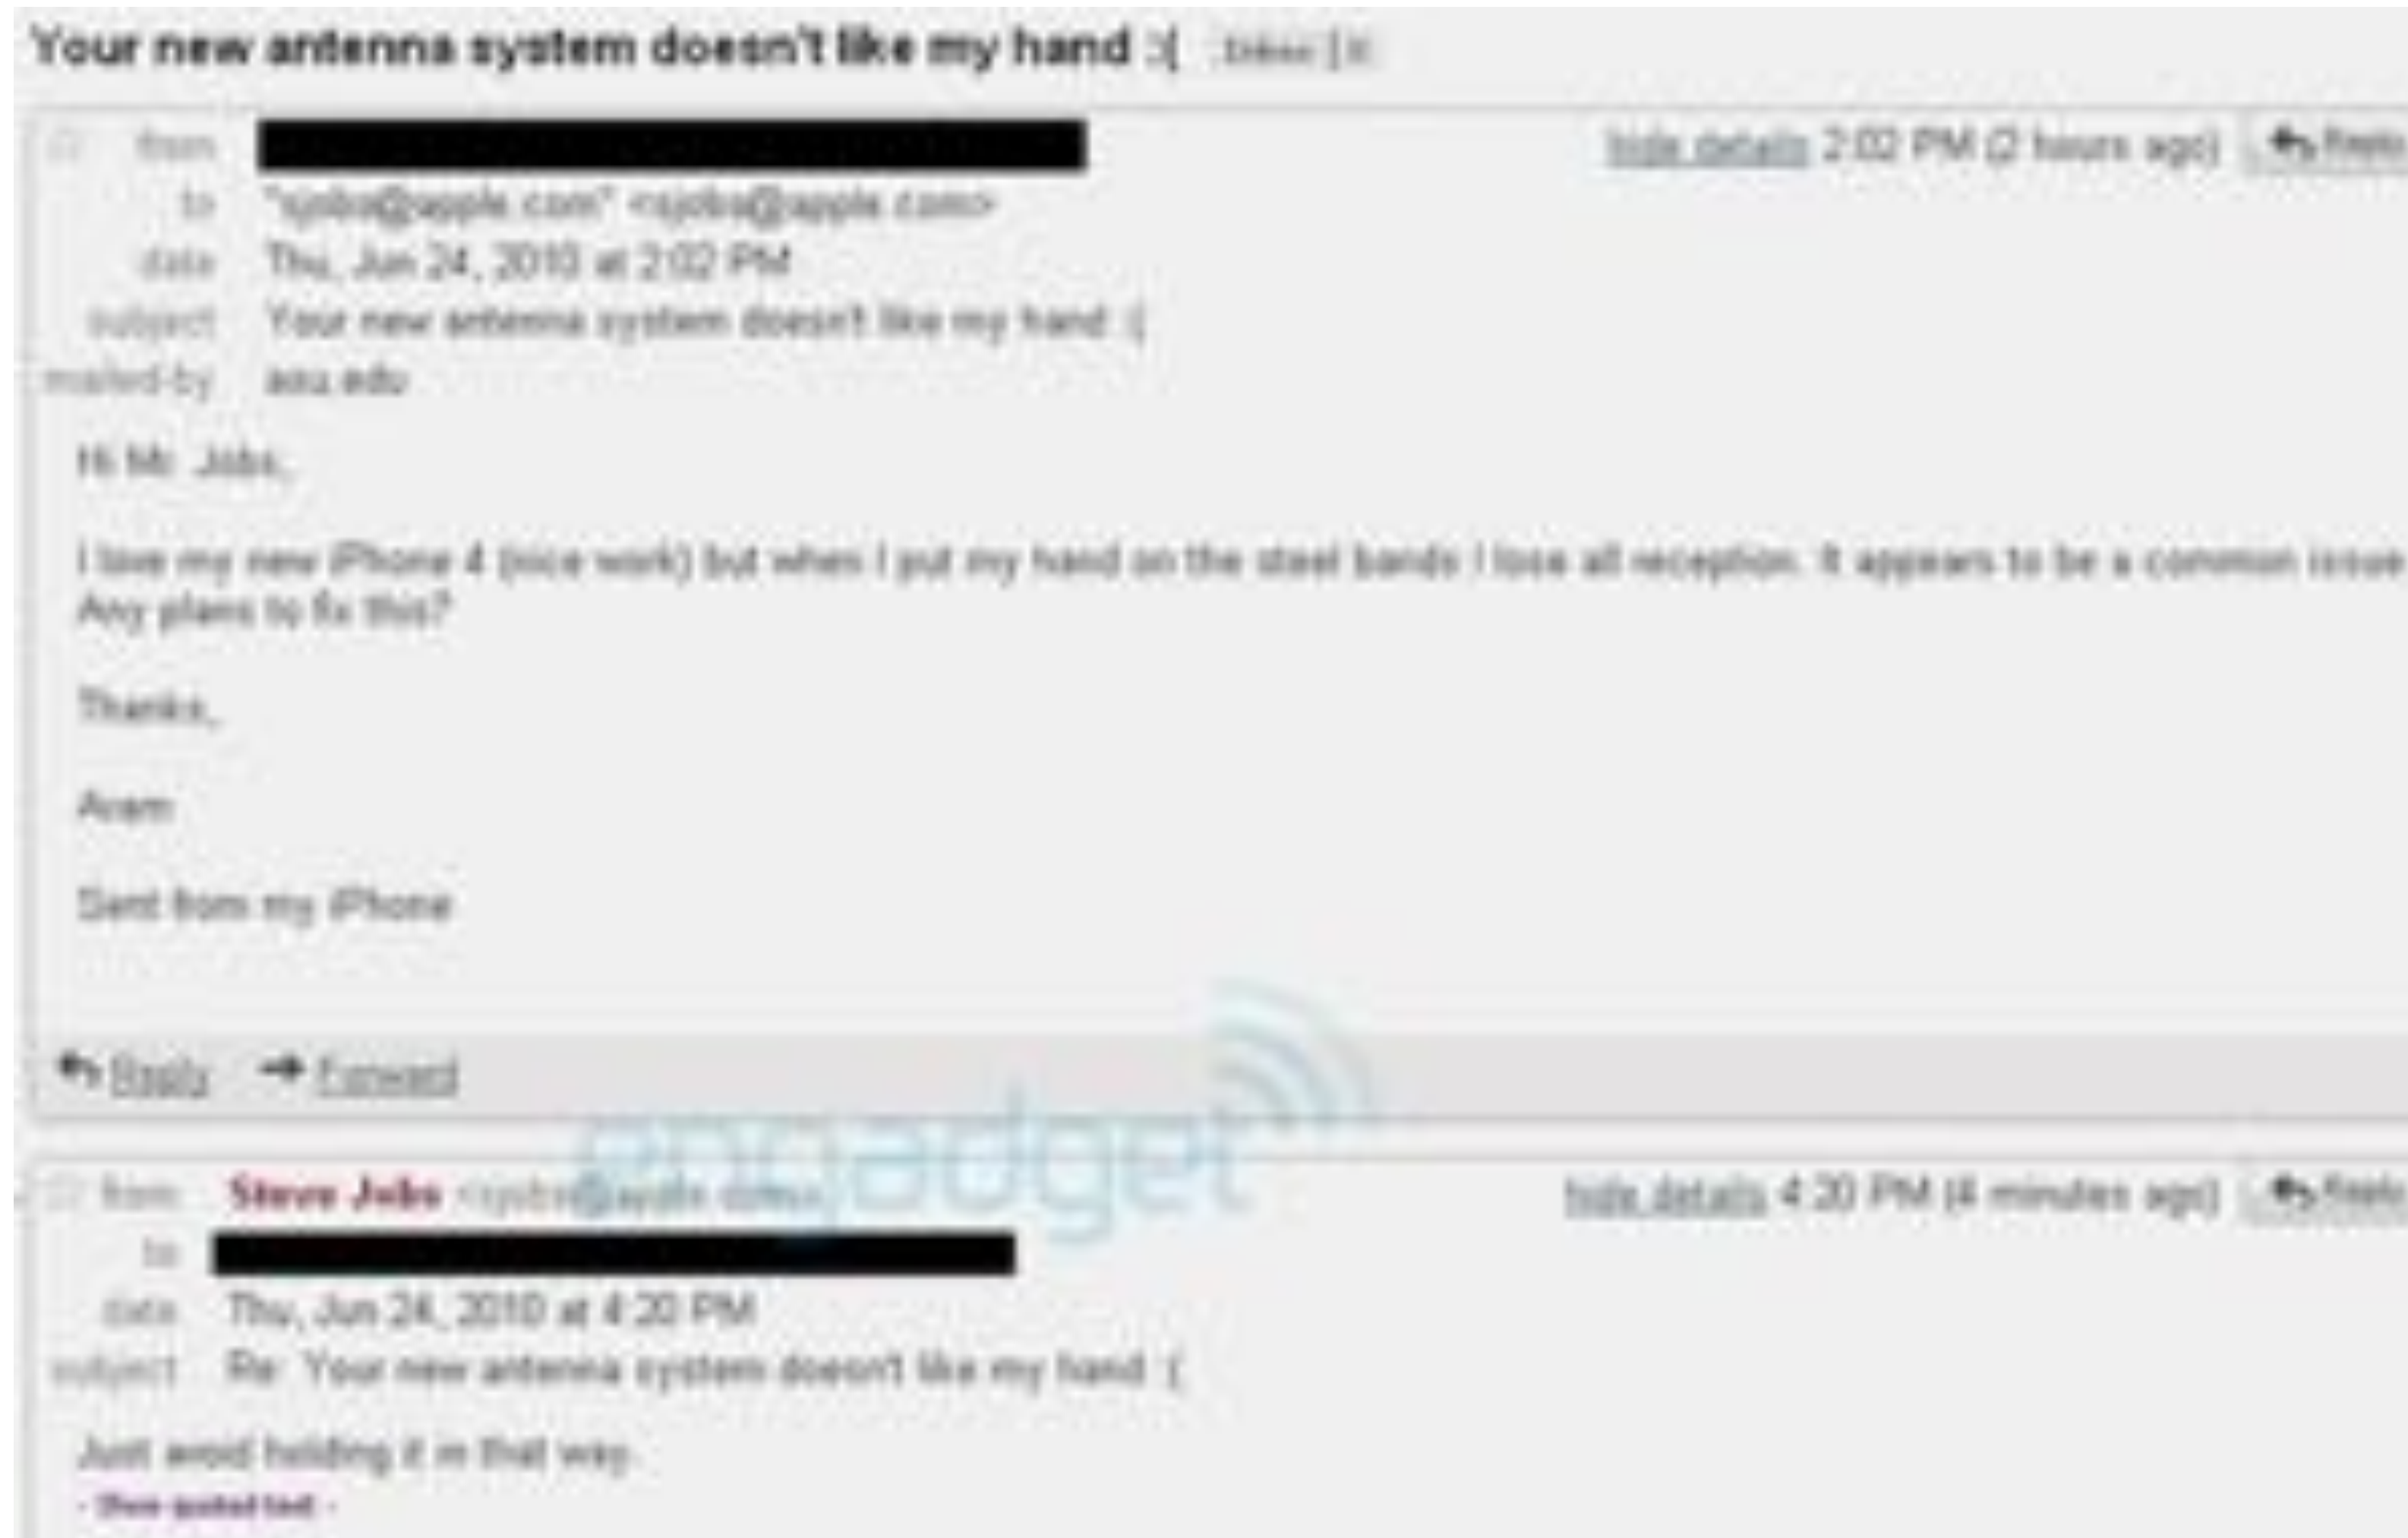 Your new antenna system doesn't like my hand :( Inbox | X
from
hide details 2:02 PM (2 hours ago) Reply
to "sjobs@apple.com" <sjobs@apple.com>
date Thu, Jun 24, 2010 at 2:02 PM
subject Your new antenna system doesn't like my hand :(
mailed-by asu.edu
Hi Mr. Jobs,
I love my new iPhone 4 (nice work) but when I put my hand on the steel bands I lose all reception. It appears to be a common issue
Any plans to fix this?
Thanks,
Aram
Sent from my iPhone
Reply Forward
engadget
from Steve Jobs <sjobs@apple.com>
hide details 4:20 PM (4 minutes ago) Reply
to
date Thu, Jun 24, 2010 at 4:20 PM
subject Re: Your new antenna system doesn't like my hand :(
Just avoid holding it in that way.
- Show quoted text -